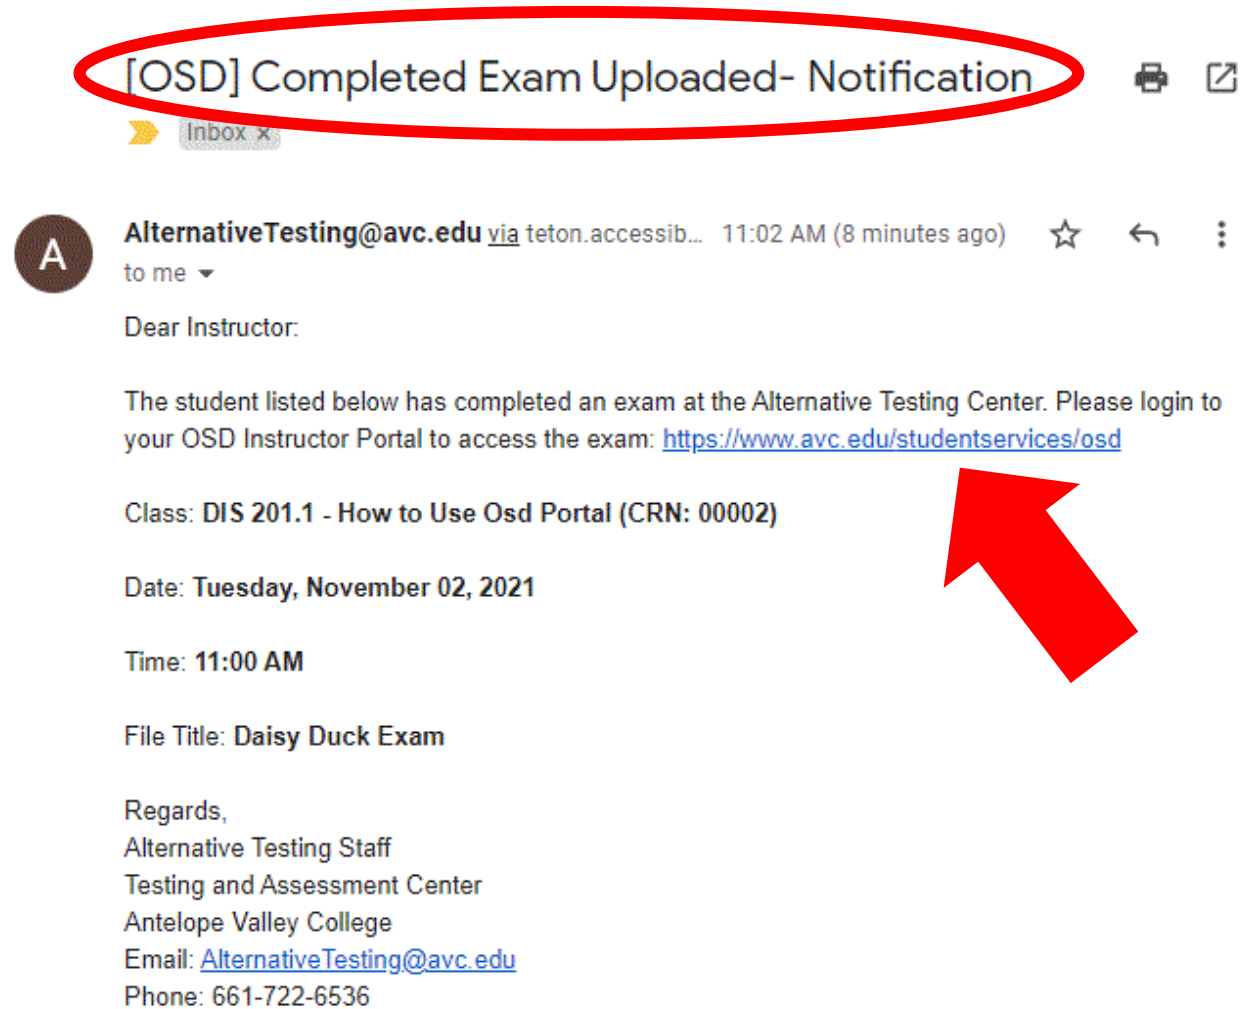 [OSD] Completed Exam Uploaded- Notification
Inbox x
A
AlternativeTesting@avc.edu via teton.accessib... 11:02 AM (8 minutes ago)
to me
Dear Instructor:
The student listed below has completed an exam at the Alternative Testing Center. Please login to
your OSD Instructor Portal to access the exam: https://www.avc.edu/studentservices/osd
Class: DIS 201.1 - How to Use Osd Portal (CRN: 00002)
Date: Tuesday, November 02, 2021
Time: 11:00 AM
File Title: Daisy Duck Exam
Regards,
Alternative Testing Staff
Testing and Assessment Center
Antelope Valley College
Email: AlternativeTesting@avc.edu
Phone: 661-722-6536